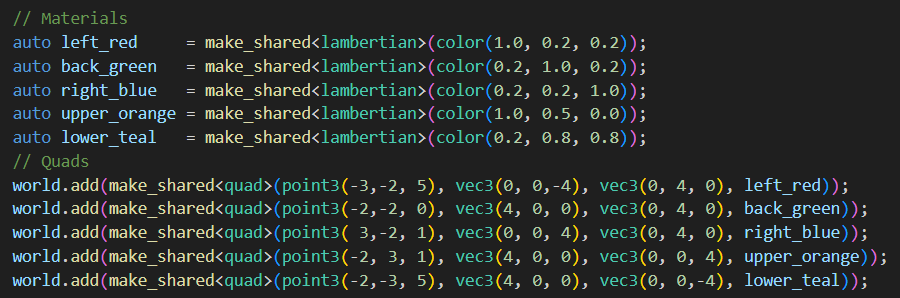 // Materials
auto left_red     = make_shared<lambertian>(color(1.0, 0.2, 0.2));
auto back_green   = make_shared<lambertian>(color(0.2, 1.0, 0.2));
auto right_blue   = make_shared<lambertian>(color(0.2, 0.2, 1.0));
auto upper_orange = make_shared<lambertian>(color(1.0, 0.5, 0.0));
auto lower_teal   = make_shared<lambertian>(color(0.2, 0.8, 0.8));
// Quads
world.add(make_shared<quad>(point3(-3,-2, 5), vec3(0, 0,-4), vec3(0, 4, 0), left_red));
world.add(make_shared<quad>(point3(-2,-2, 0), vec3(4, 0, 0), vec3(0, 4, 0), back_green));
world.add(make_shared<quad>(point3( 3,-2, 1), vec3(0, 0, 4), vec3(0, 4, 0), right_blue));
world.add(make_shared<quad>(point3(-2, 3, 1), vec3(4, 0, 0), vec3(0, 0, 4), upper_orange));
world.add(make_shared<quad>(point3(-2,-3, 5), vec3(4, 0, 0), vec3(0, 0,-4), lower_teal));